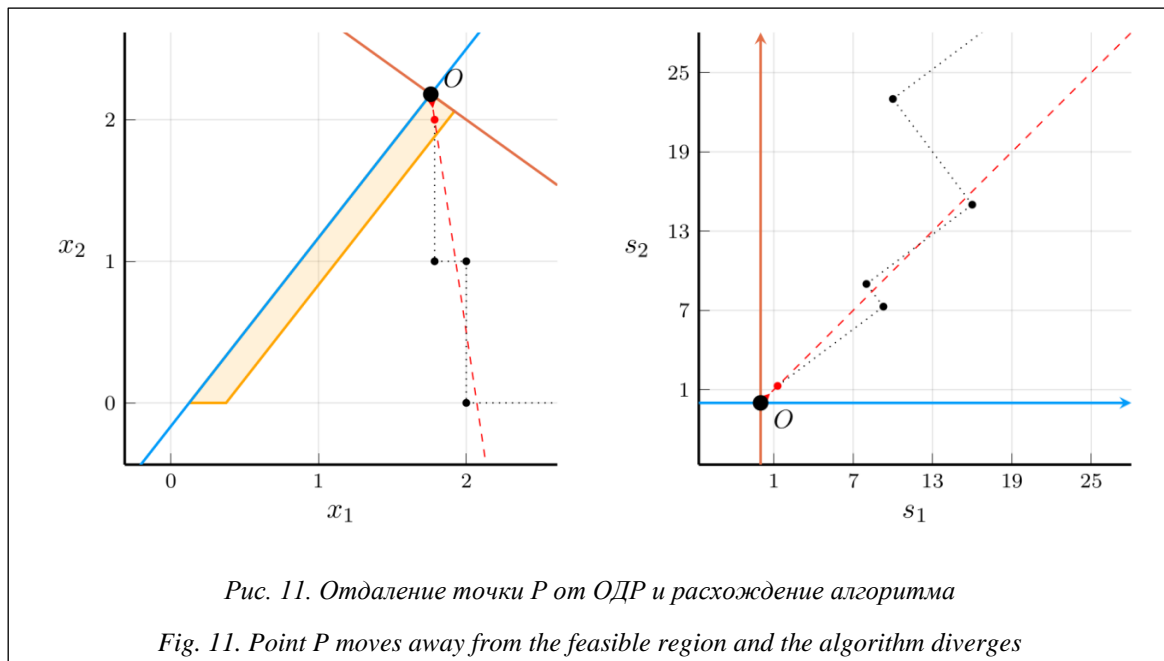 O
2
x₂
1
0
0
1
2
x₁
25
19
s₂
13
7
1
O
1
7
13
19
25
s₁
Рис. 11. Отдаление точки P от ОДР и расхождение алгоритма
Fig. 11. Point P moves away from the feasible region and the algorithm diverges